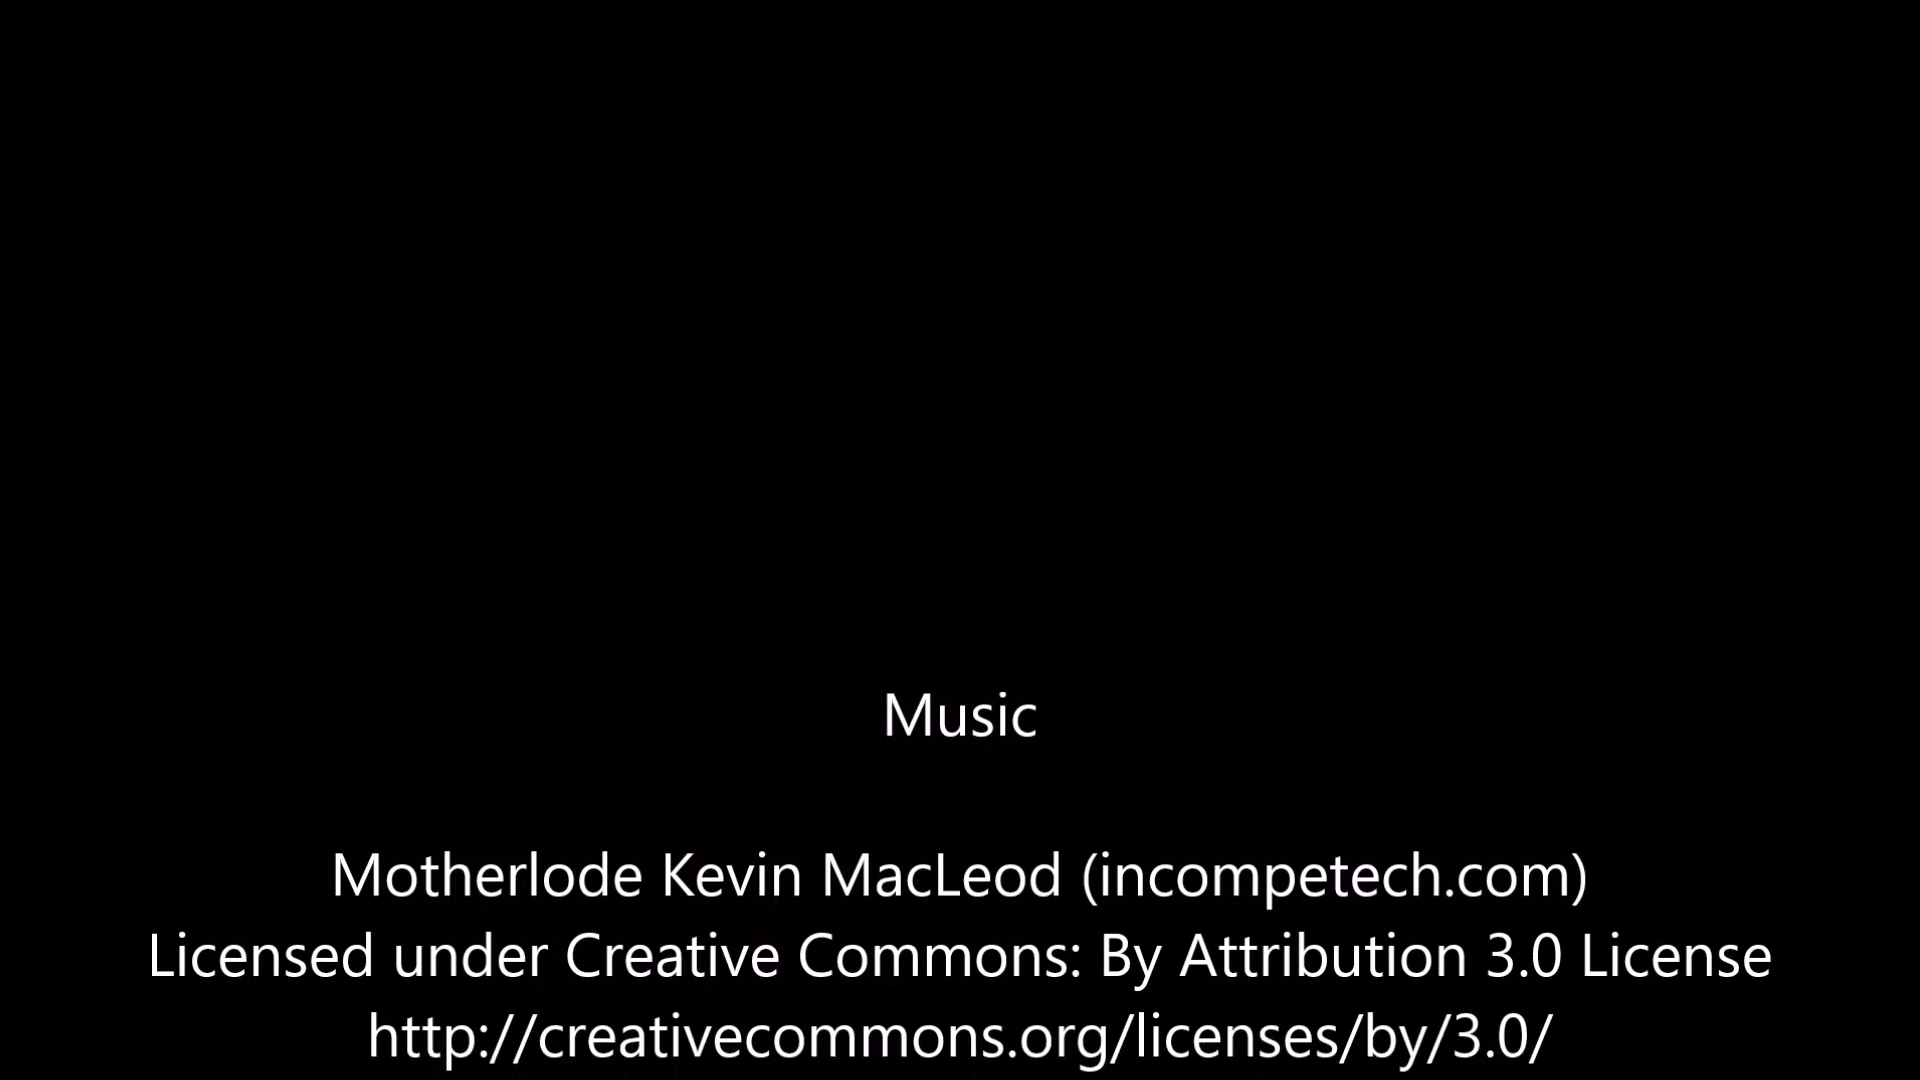 Music
Motherlode Kevin MacLeod (incompetech.com)
Licensed under Creative Commons: By Attribution 3.0 License
http://creativecommons.org/licenses/by/3.0/